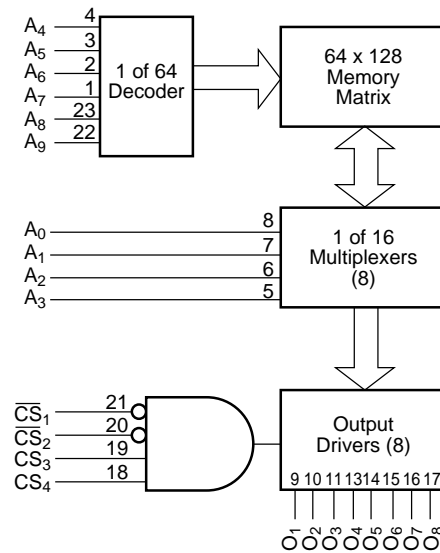 A4 4
A5 3
A6 2
A7 1
A8 23
A9 22
1 of 64
Decoder
64 x 128
Memory
Matrix
A0 8
A1 7
A2 6
A3 5
1 of 16
Multiplexers
(8)
CS1 21
CS2 20
CS3 19
CS4 18
Output
Drivers (8)
9 10 11 13 14 15 16 17
O1 O2 O3 O4 O5 O6 O7 O8